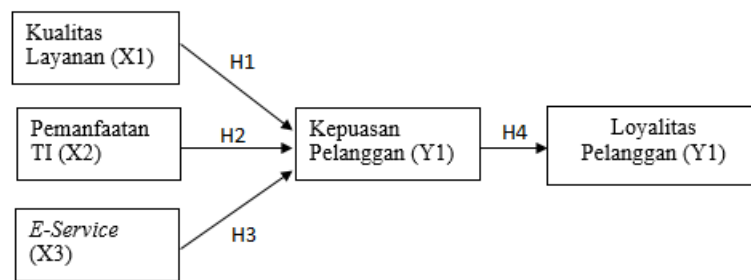 Kualitas
Layanan (X1)
H1
Pemanfaatan
TI (X2)
H2
Kepuasan
Pelanggan (Y1)
H4
Loyalitas
Pelanggan (Y1)
E-Service
(X3)
H3